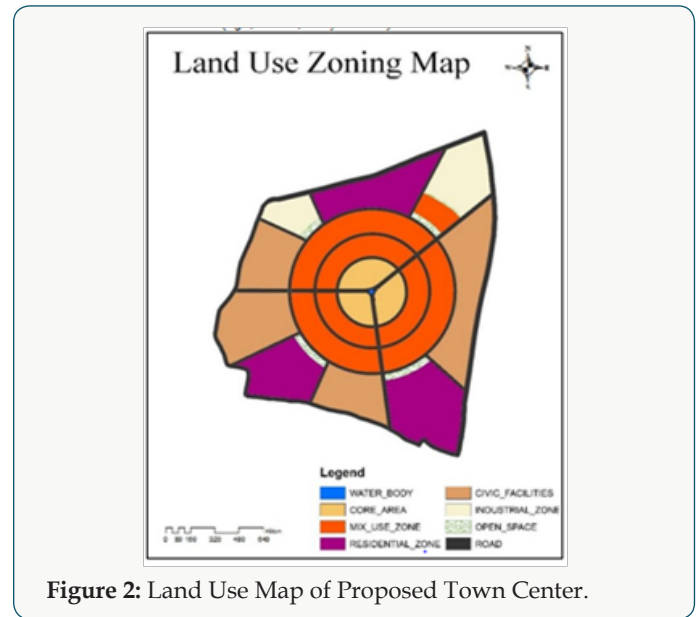 Land Use Zoning Map
N
Legend
WATER_BODY
CORE_AREA
MIX_USE_ZONE
RESIDENTIAL_ZONE
CIVIC_FACILITIES
INDUSTRIAL_ZONE
OPEN_SPACE
ROAD
Figure 2: Land Use Map of Proposed Town Center.